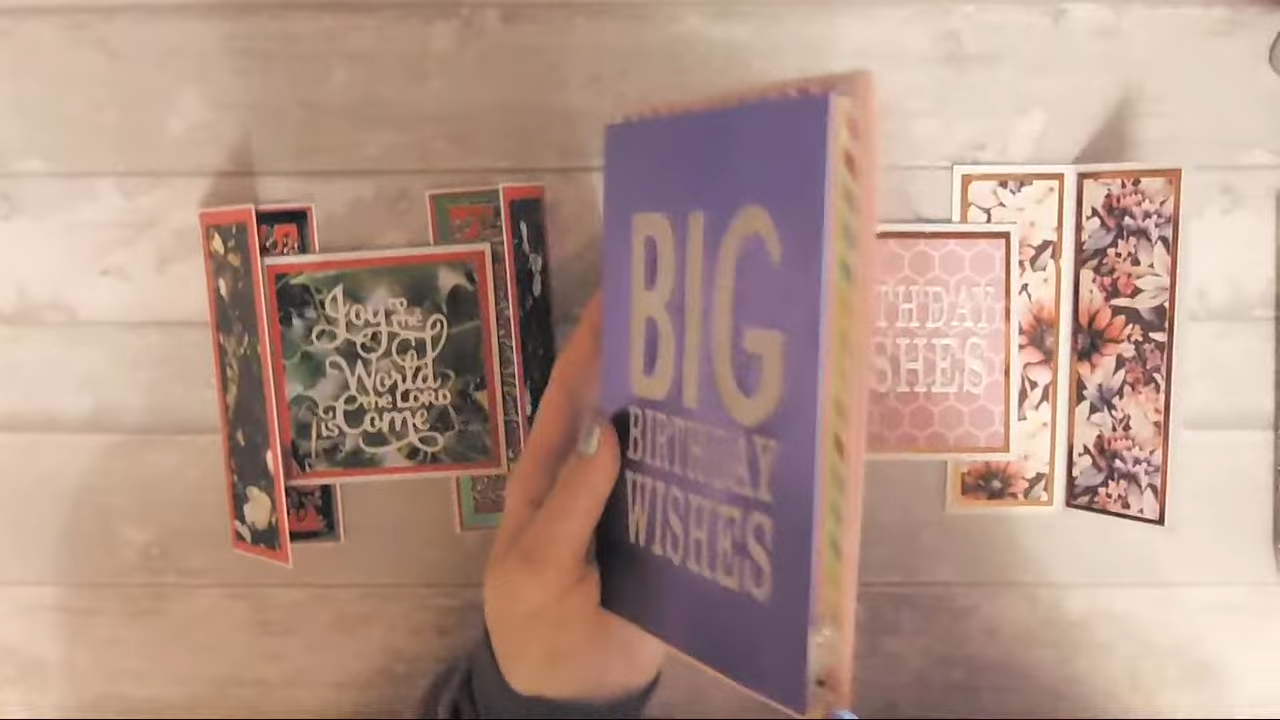 Joy to the
World
the LORD
is Come
BIG
BIRTHDAY
WISHES
THDAY
SHES